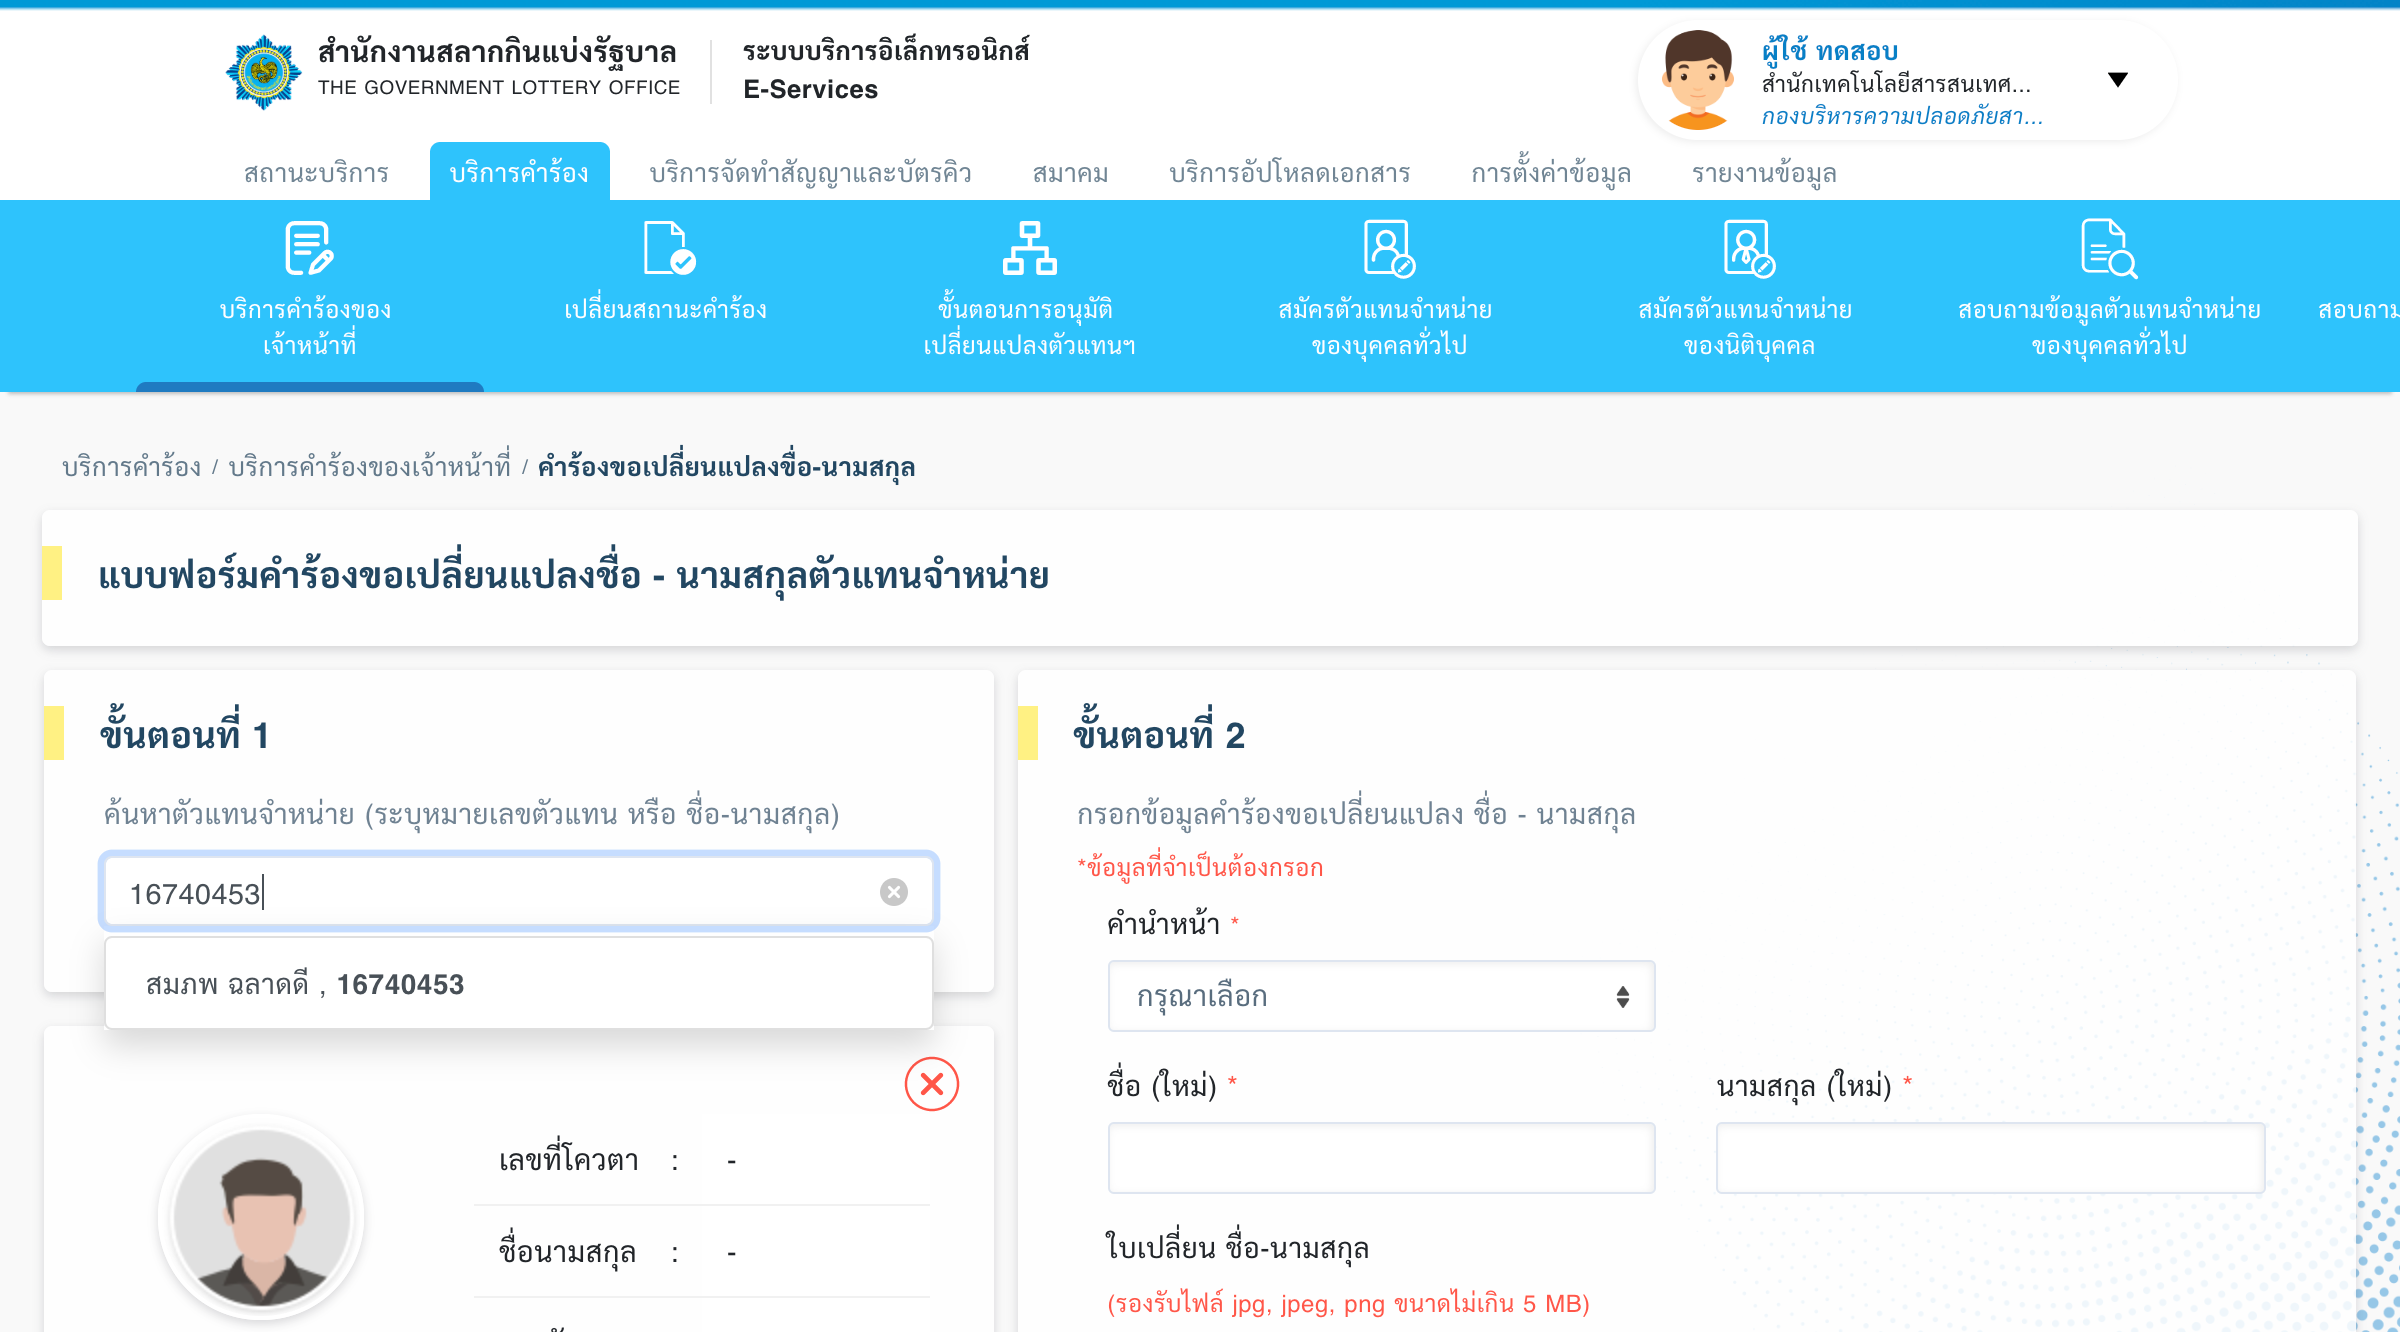 สำนักงานสลากกินแบ่งรัฐบาล
THE GOVERNMENT LOTTERY OFFICE
ระบบบริการอิเล็กทรอนิกส์
E-Services
ผู้ใช้ ทดสอบ
สำนักเทคโนโลยีสารสนเทศ...
กองบริหารความปลอดภัยสา...
สถานะบริการ
บริการคำร้อง
บริการจัดทำสัญญาและบัตรคิว
สมาคม
บริการอัปโหลดเอกสาร
การตั้งค่าข้อมูล
รายงานข้อมูล
บริการคำร้องของ
เจ้าหน้าที่
เปลี่ยนสถานะคำร้อง
ขั้นตอนการอนุมัติ
เปลี่ยนแปลงตัวแทนฯ
สมัครตัวแทนจำหน่าย
ของบุคคลทั่วไป
สมัครตัวแทนจำหน่าย
ของนิติบุคคล
สอบถามข้อมูลตัวแทนจำหน่าย
ของบุคคลทั่วไป
สอบถาม
บริการคำร้อง / บริการคำร้องของเจ้าหน้าที่ / คำร้องขอเปลี่ยนแปลงขื่อ-นามสกุล
แบบฟอร์มคำร้องขอเปลี่ยนแปลงชื่อ - นามสกุลตัวแทนจำหน่าย
ขั้นตอนที่ 1
ค้นหาตัวแทนจำหน่าย (ระบุหมายเลขตัวแทน หรือ ชื่อ-นามสกุล)
16740453
สมภพ ฉลาดดี , 16740453
เลขที่โควตา : -
ชื่อนามสกุล : -
ขั้นตอนที่ 2
กรอกข้อมูลคำร้องขอเปลี่ยนแปลง ชื่อ - นามสกุล
*ข้อมูลที่จำเป็นต้องกรอก
คำนำหน้า *
กรุณาเลือก
ชื่อ (ใหม่) *
นามสกุล (ใหม่) *
ใบเปลี่ยน ชื่อ-นามสกุล
(รองรับไฟล์ jpg, jpeg, png ขนาดไม่เกิน 5 MB)